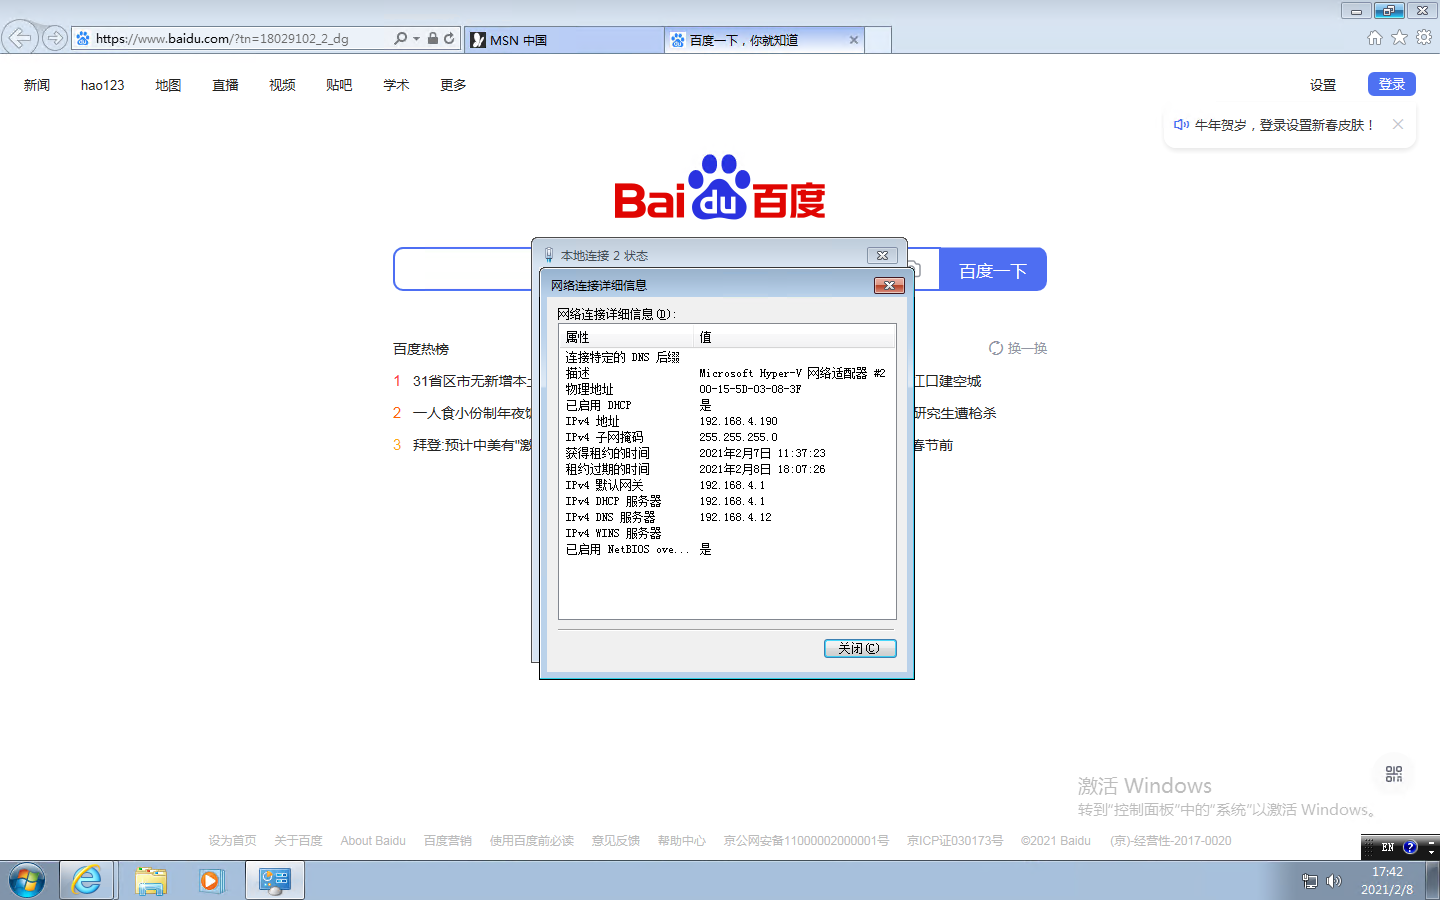 https://www.baidu.com/?tn=18029102_2_dg
MSN 中国
百度一下，你就知道
新闻 hao123 地图 直播 视频 贴吧 学术 更多
设置 登录
牛年贺岁，登录设置新春皮肤！
Bai du 百度
本地连接 2 状态
百度一下
网络连接详细信息
网络连接详细信息(D):
属性 值
连接特定的 DNS 后缀
描述 Microsoft Hyper-V 网络适配器 #2
物理地址 00-15-5D-03-08-3F
已启用 DHCP 是
IPv4 地址 192.168.4.190
IPv4 子网掩码 255.255.255.0
获得租约的时间 2021年2月7日 11:37:23
租约过期的时间 2021年2月8日 18:07:26
IPv4 默认网关 192.168.4.1
IPv4 DHCP 服务器 192.168.4.1
IPv4 DNS 服务器 192.168.4.12
IPv4 WINS 服务器
已启用 NetBIOS ove... 是
关闭(C)
百度热榜
换一换
1 31省区市无新增本
江口建空城
2 一人食小份制年夜
研究生遭枪杀
3 拜登:预计中美有"激
春节前
激活 Windows
转到"控制面板"中的"系统"以激活 Windows。
设为首页 关于百度 About Baidu 百度营销 使用百度前必读 意见反馈 帮助中心 京公网安备11000002000001号 京ICP证030173号 ©2021 Baidu (京)-经营性-2017-0020
EN
17:42
2021/2/8